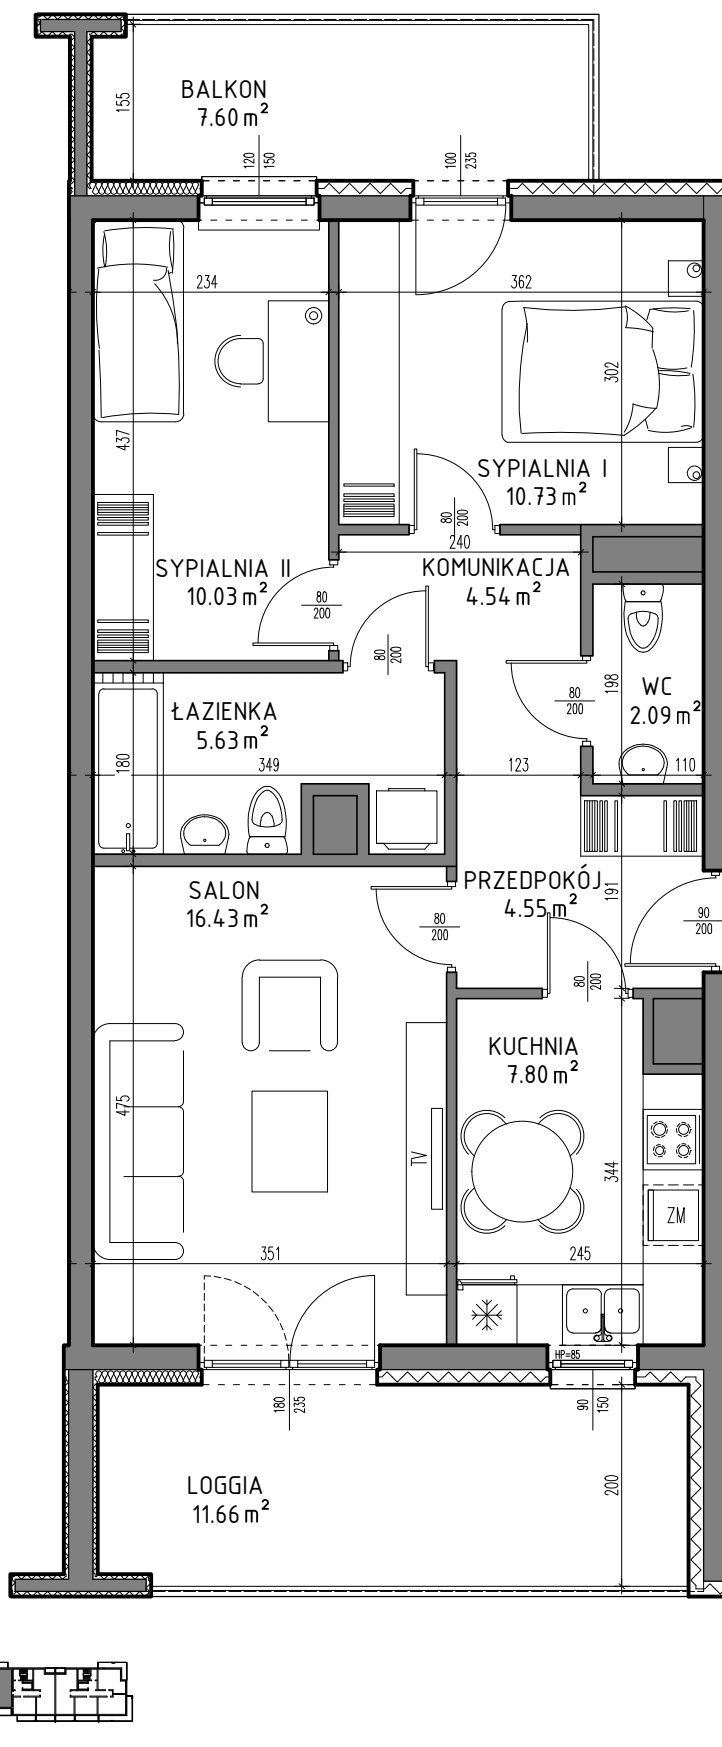 BALKON
7.60 m²
155
120
150
100
235
234
362
302
437
SYPIALNIA I
10.73 m²
80
200
240
SYPIALNIA II
10.03 m²
KOMUNIKACJA
4.54 m²
80
200
80
200
198
WC
2.09 m²
80
200
ŁAZIENKA
5.63 m²
180
349
123
110
SALON
16.43 m²
PRZEDPOKÓJ
4.55 m²
191
80
200
90
200
80
200
KUCHNIA
7.80 m²
475
TV
344
ZM
351
245
HP=85
180
235
90
150
LOGGIA
11.66 m²
200